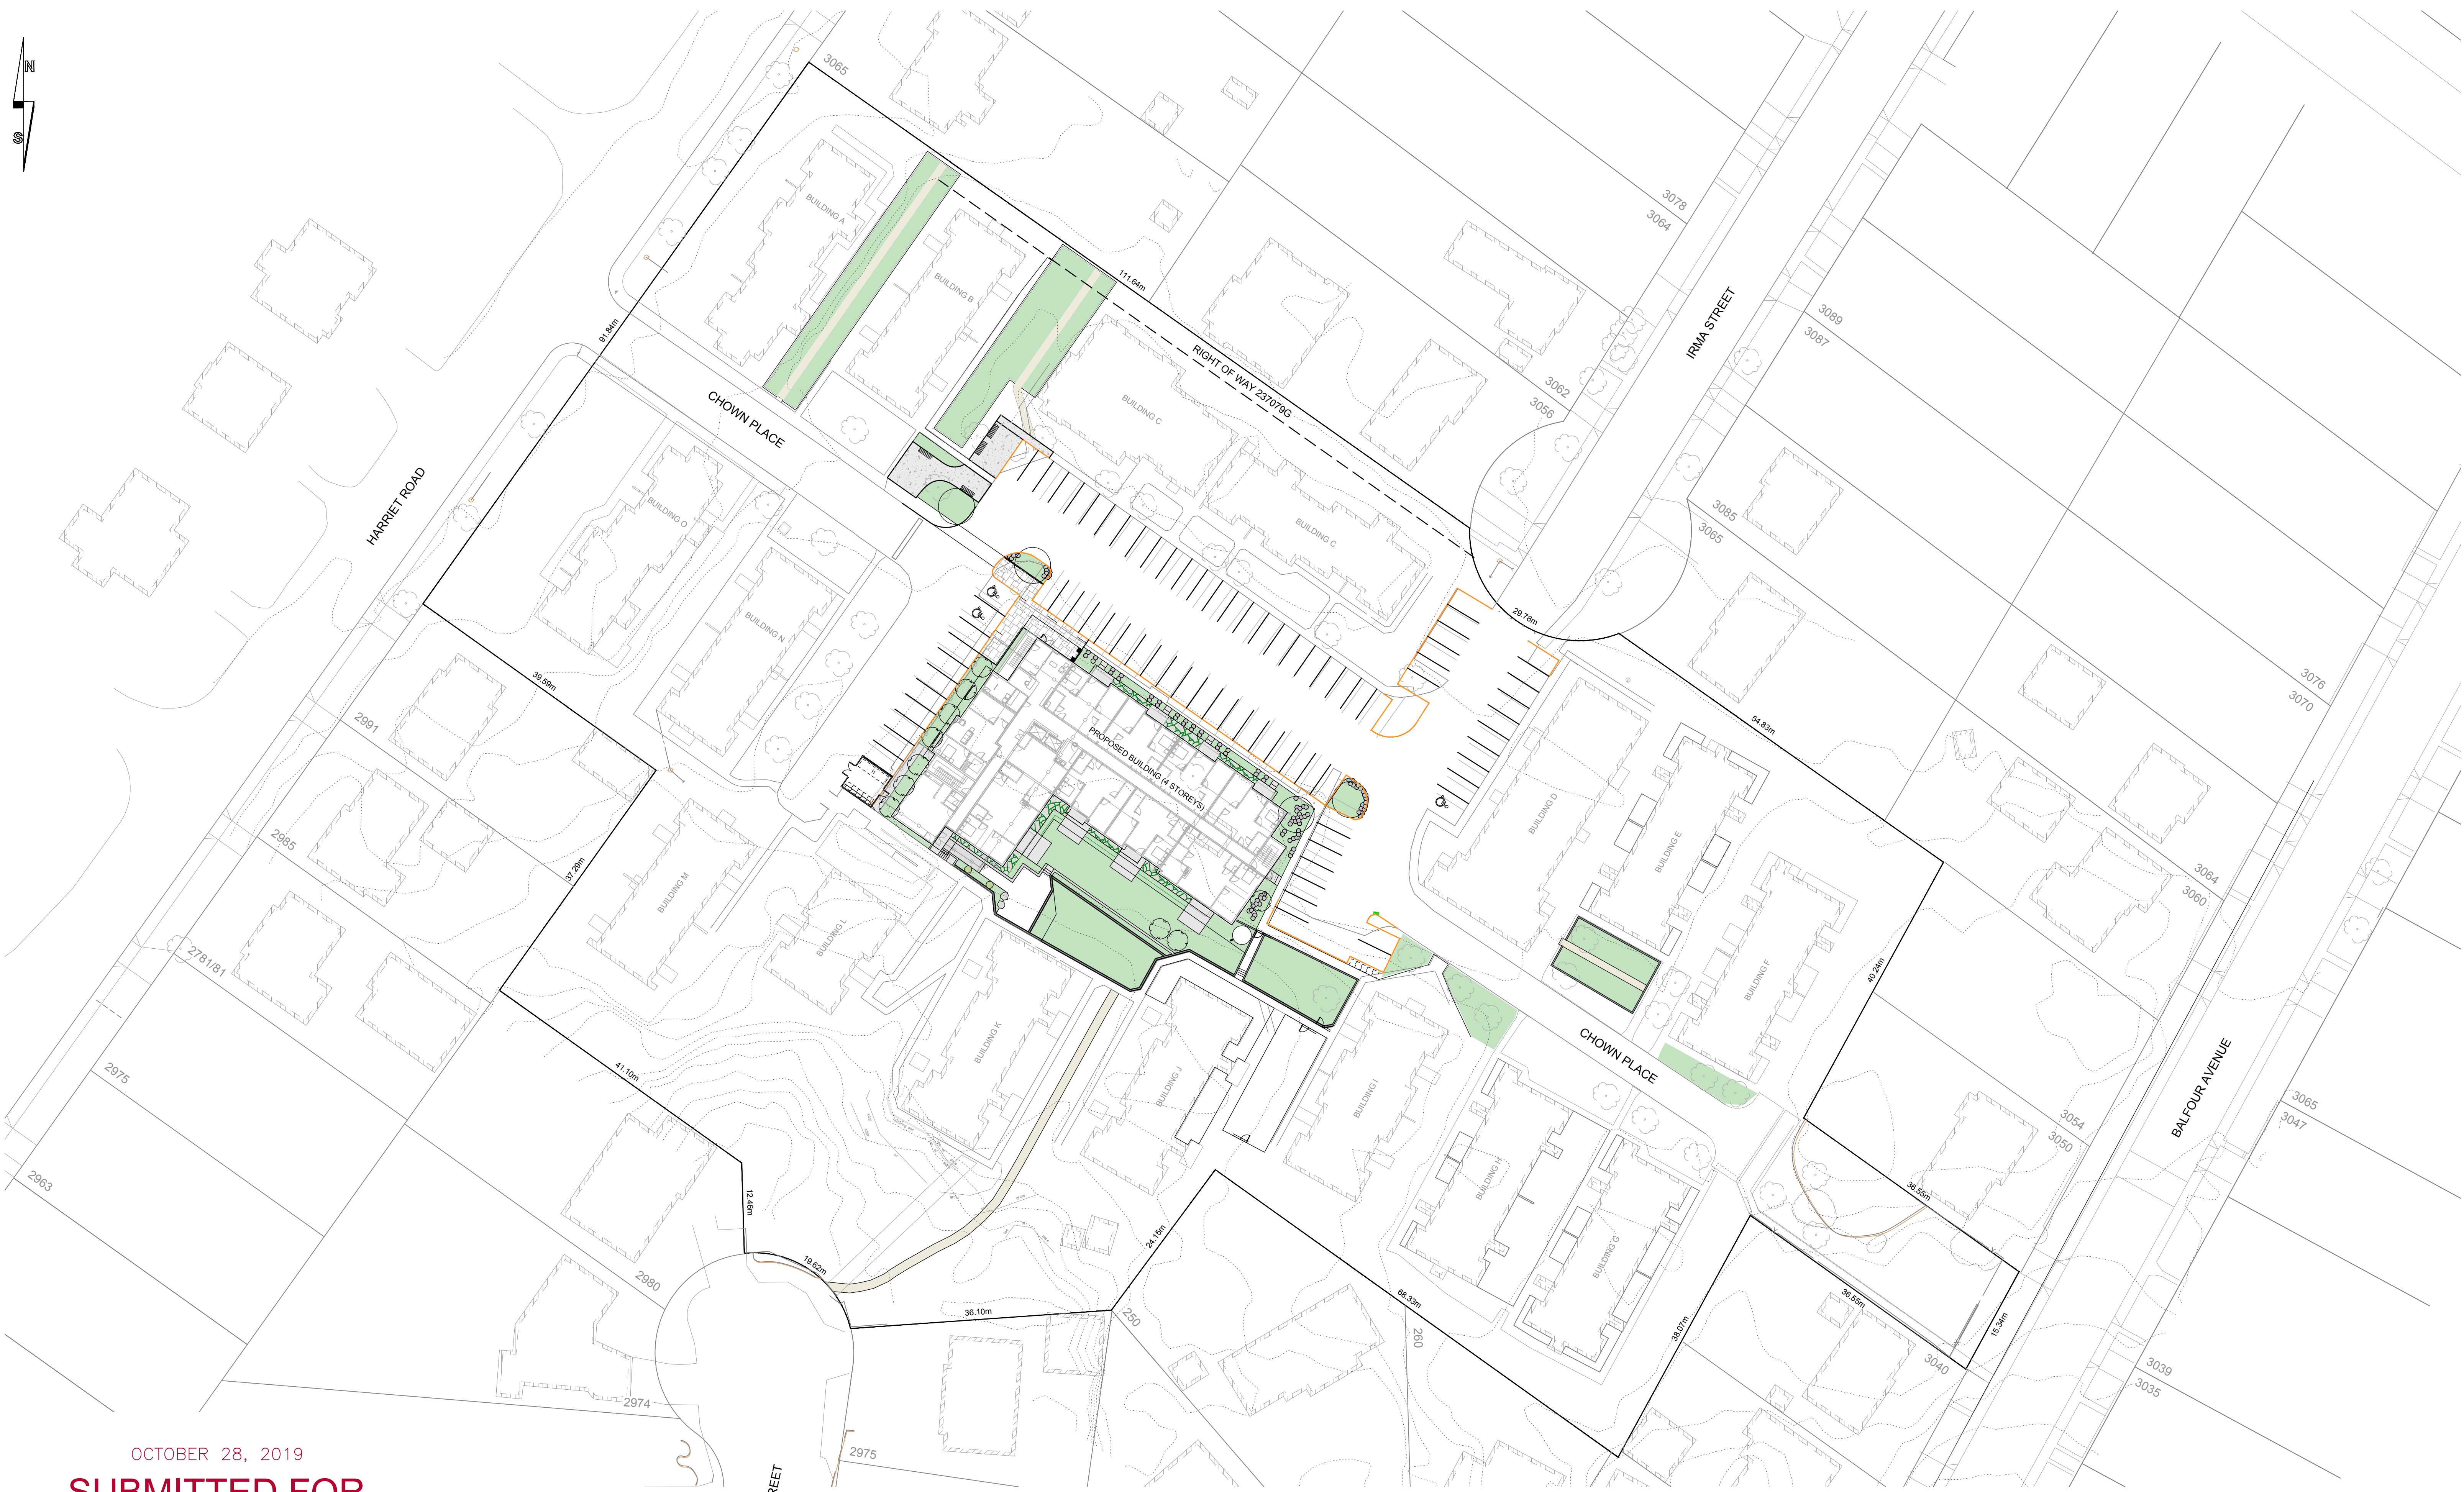 N
S
3065
BUILDING A
BUILDING B
111.64m
RIGHT OF WAY 237079G
BUILDING C
BUILDING C
3078
3064
IRMA STREET
3089
3087
3062
3056
91.84m
CHOWN PLACE
HARRIET ROAD
BUILDING O
BUILDING N
3085
3065
29.78m
39.59m
2991
PROPOSED BUILDING (4 STOREYS)
54.83m
3076
3070
BUILDING D
BUILDING E
BUILDING F
2985
37.29m
BUILDING M
BUILDING L
3064
3060
2781/81
40.24m
BUILDING K
BUILDING J
BUILDING I
CHOWN PLACE
BALFOUR AVENUE
2975
41.10m
3065
3047
3054
3050
2963
12.46m
BUILDING H
BUILDING G
36.55m
24.15m
19.62m
2980
36.10m
250
68.33m
260
38.07m
36.55m
15.34m
3040
3039
3035
2974
2975
OCTOBER 28, 2019
SUBMITTED FOR
REET